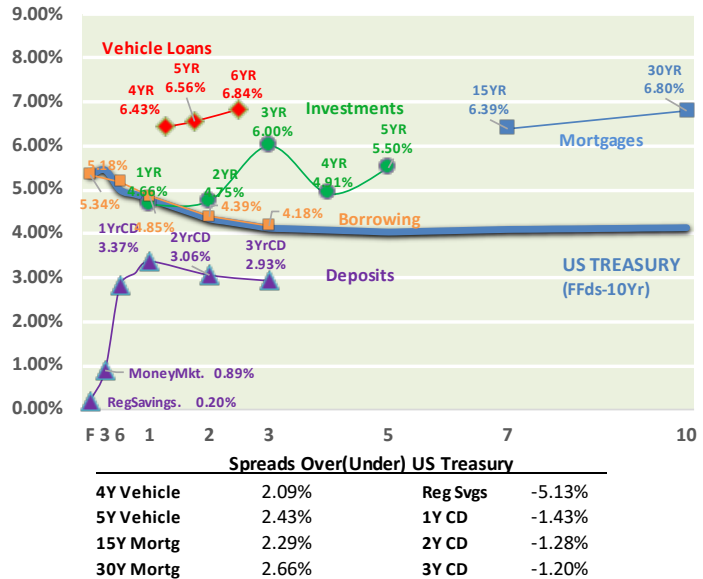 9.00%
8.00%
7.00%
6.00%
5.00%
4.00%
3.00%
2.00%
1.00%
0.00%
Vehicle Loans
4YR
6.43%
5YR
6.56%
6YR
6.84%
Investments
1YR
4.66%
2YR
4.75%
3YR
6.00%
4YR
4.91%
5YR
5.50%
15YR
6.39%
30YR
6.80%
Mortgages
5.18%
5.34%
4.85%
4.39%
4.18%
Borrowing
1YrCD
3.37%
2YrCD
3.06%
3YrCD
2.93%
Deposits
US TREASURY
(FFds-10Yr)
MoneyMkt. 0.89%
RegSavings. 0.20%
F 3 6 1 2 3 5 7 10
Spreads Over(Under) US Treasury
4Y Vehicle 2.09% Reg Svgs -5.13%
5Y Vehicle 2.43% 1Y CD -1.43%
15Y Mortg 2.29% 2Y CD -1.28%
30Y Mortg 2.66% 3Y CD -1.20%